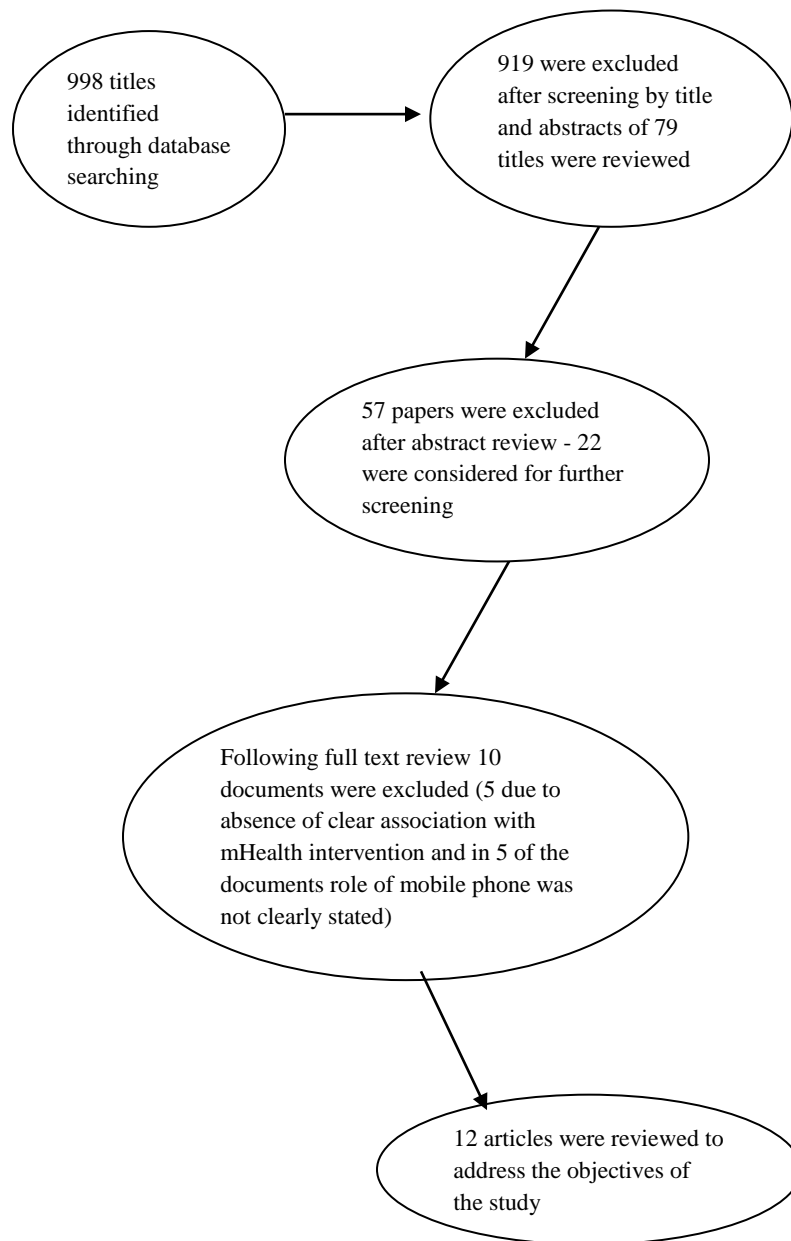 998 titles
identified
through database
searching
919 were excluded
after screening by title
and abstracts of 79
titles were reviewed
57 papers were excluded
after abstract review - 22
were considered for further
screening
Following full text review 10
documents were excluded (5 due to
absence of clear association with
mHealth intervention and in 5 of the
documents role of mobile phone was
not clearly stated)
12 articles were reviewed to
address the objectives of
the study